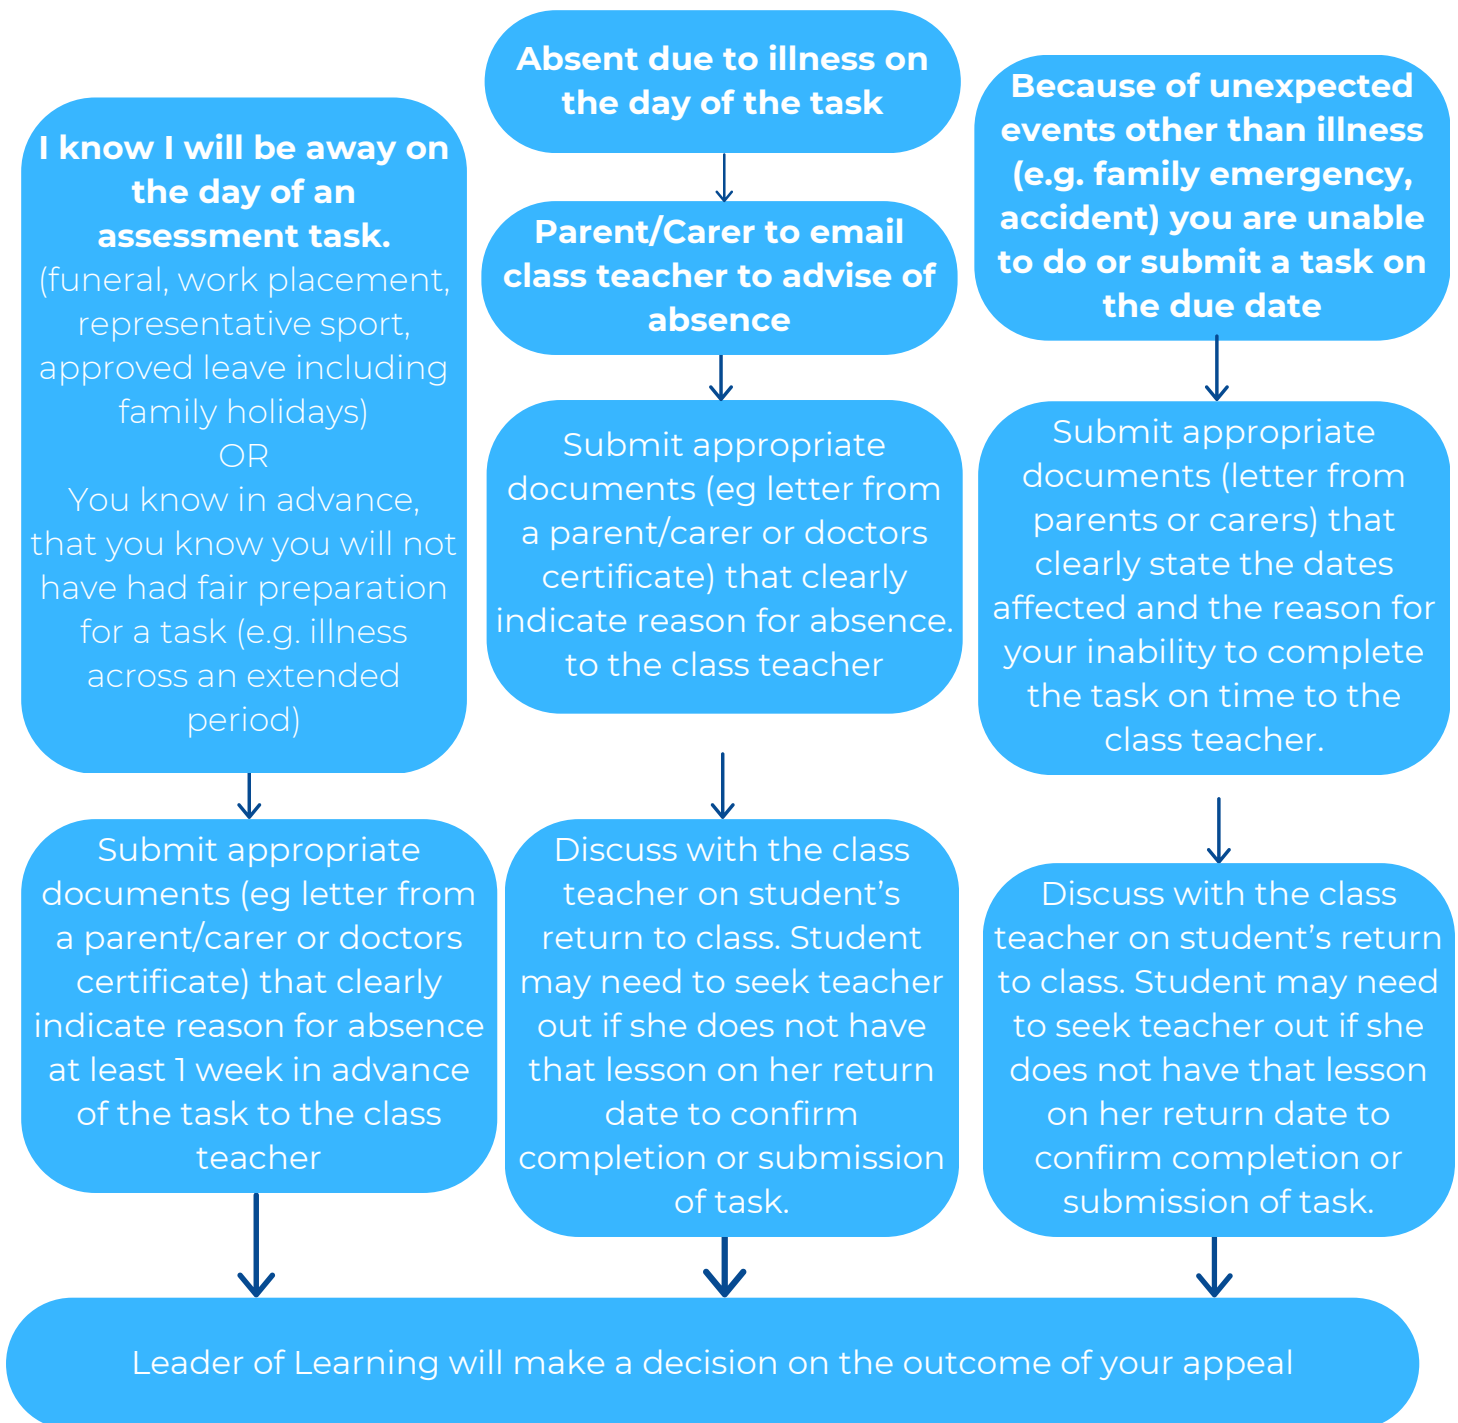 I know I will be away on
the day of an
assessment task.
(funeral, work placement,
representative sport,
approved leave including
family holidays)
OR
You know in advance,
that you know you will not
have had fair preparation
for a task (e.g. illness
across an extended
period)
Submit appropriate
documents (eg letter from
a parent/carer or doctors
certificate) that clearly
indicate reason for absence
at least 1 week in advance
of the task to the class
teacher
Absent due to illness on
the day of the task
Parent/Carer to email
class teacher to advise of
absence
Submit appropriate
documents (eg letter from
a parent/carer or doctors
certificate) that clearly
indicate reason for absence.
to the class teacher
Discuss with the class
teacher on student’s
return to class. Student
may need to seek teacher
out if she does not have
that lesson on her return
date to confirm
completion or submission
of task.
Because of unexpected
events other than illness
(e.g. family emergency,
accident) you are unable
to do or submit a task on
the due date
Submit appropriate
documents (letter from
parents or carers) that
clearly state the dates
affected and the reason for
your inability to complete
the task on time to the
class teacher.
Discuss with the class
teacher on student’s return
to class. Student may need
to seek teacher out if she
does not have that lesson
on her return date to
confirm completion or
submission of task.
Leader of Learning will make a decision on the outcome of your appeal